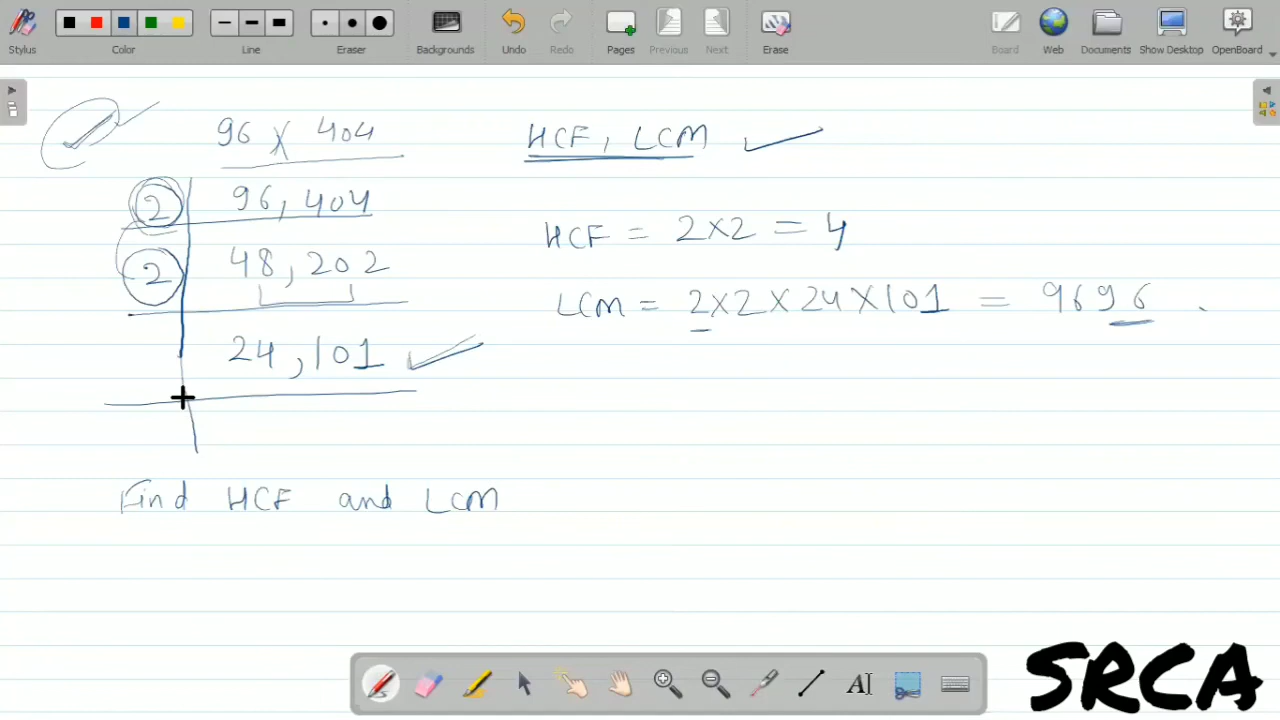 Stylus Color Line Eraser Backgrounds Undo Redo Pages Previous Next Erase Board Web Documents Show Desktop OpenBoard
96 X 404 HCF, LCM
2 96, 404
HCF = 2X2 = 4
2 48, 202
LCM = 2X2X24X101 = 9696
24, 101
Find HCF and LCM
SRCA